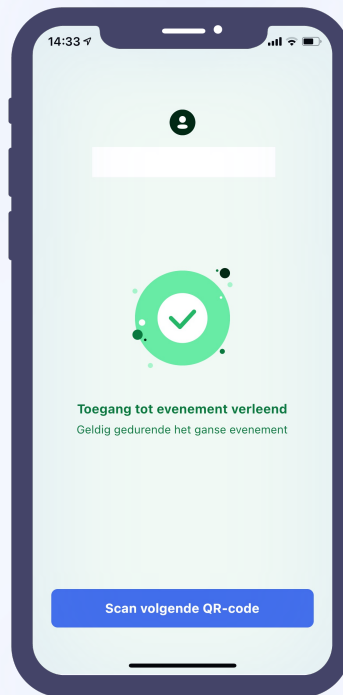 14:33
Toegang tot evenement verleend
Geldig gedurende het ganse evenement
Scan volgende QR-code